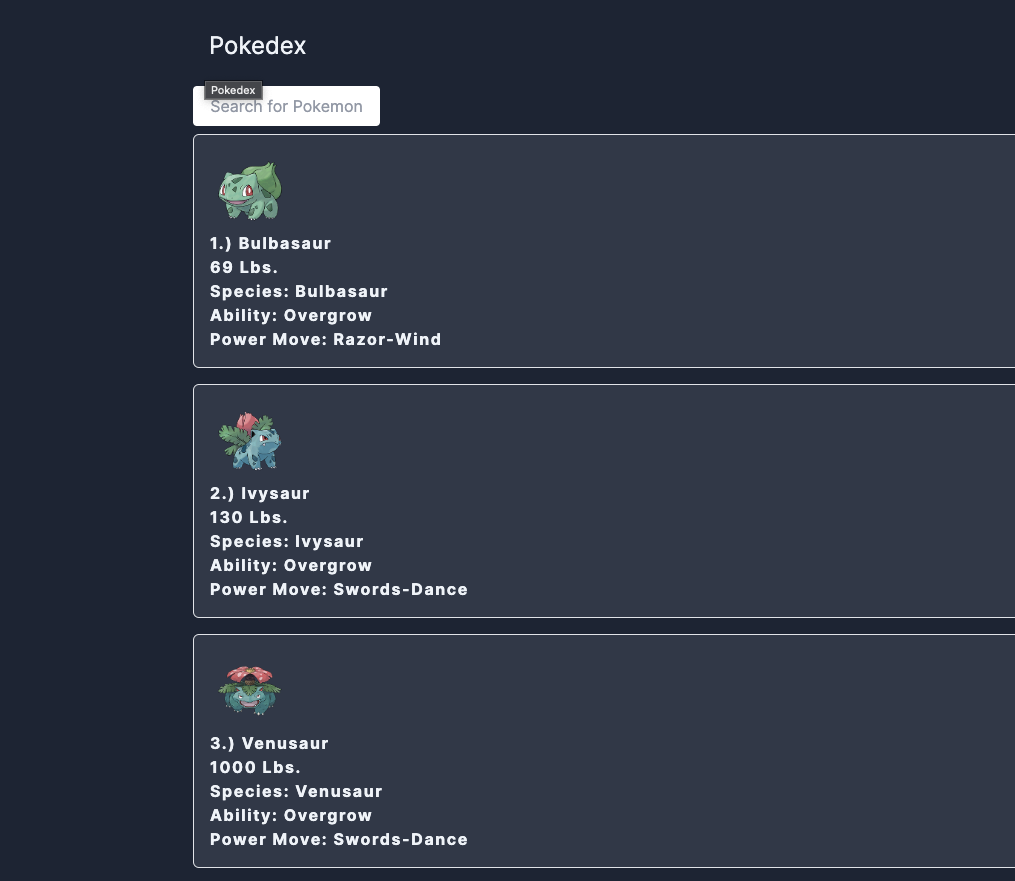 Pokedex
Pokedex
Search for Pokemon
1.) Bulbasaur
69 Lbs.
Species: Bulbasaur
Ability: Overgrow
Power Move: Razor-Wind
2.) Ivysaur
130 Lbs.
Species: Ivysaur
Ability: Overgrow
Power Move: Swords-Dance
3.) Venusaur
1000 Lbs.
Species: Venusaur
Ability: Overgrow
Power Move: Swords-Dance